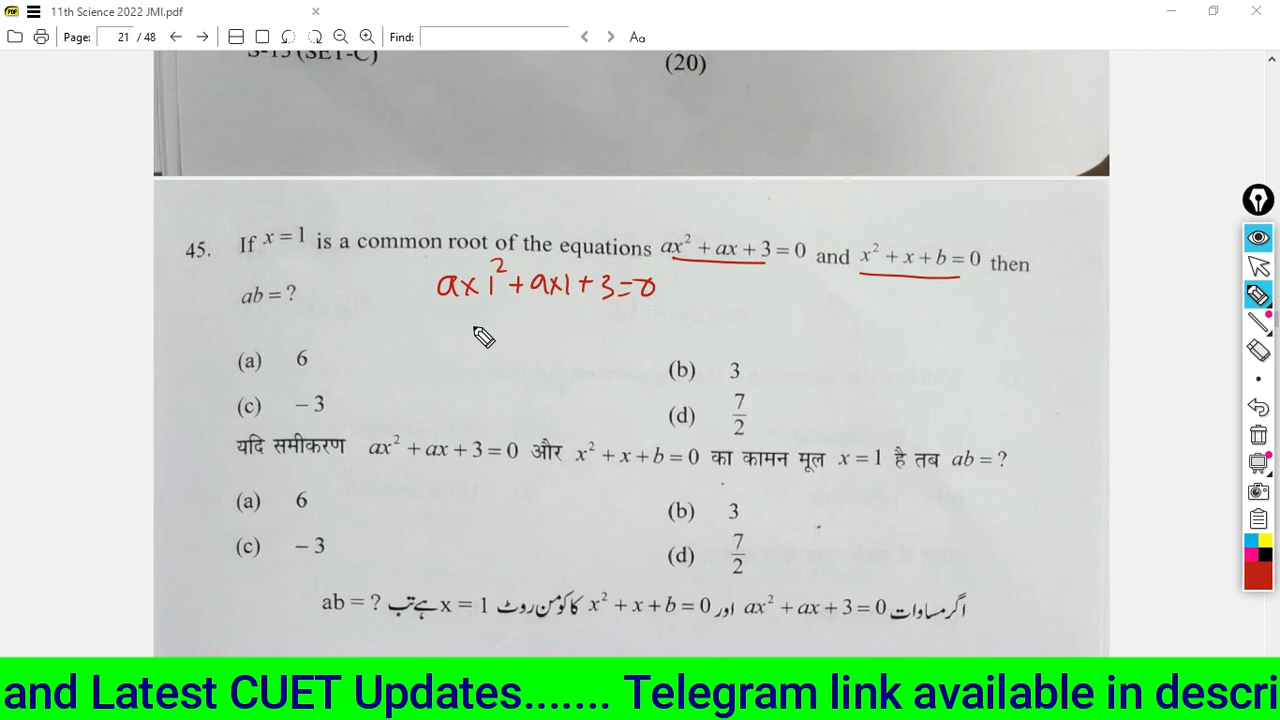 11th Science 2022 JMI.pdf
Page: 21 / 48 Find: Aa
S-15 (SET-C)
(20)
45. If x = 1 is a common root of the equations ax² + ax + 3 = 0 and x² + x + b = 0 then
ab = ?
ax1² + ax1 + 3 = 0
(a) 6
(b) 3
(c) – 3
(d) 7/2
यदि समीकरण ax² + ax + 3 = 0 और x² + x + b = 0 का कामन मूल x = 1 है तब ab = ?
(a) 6
(b) 3
(c) – 3
(d) 7/2
اگر مساوات ax² + ax + 3 = 0 اور x² + x + b = 0 کا کومن روٹ x = 1 ہے تب ab = ?
and Latest CUET Updates....... Telegram link available in descri